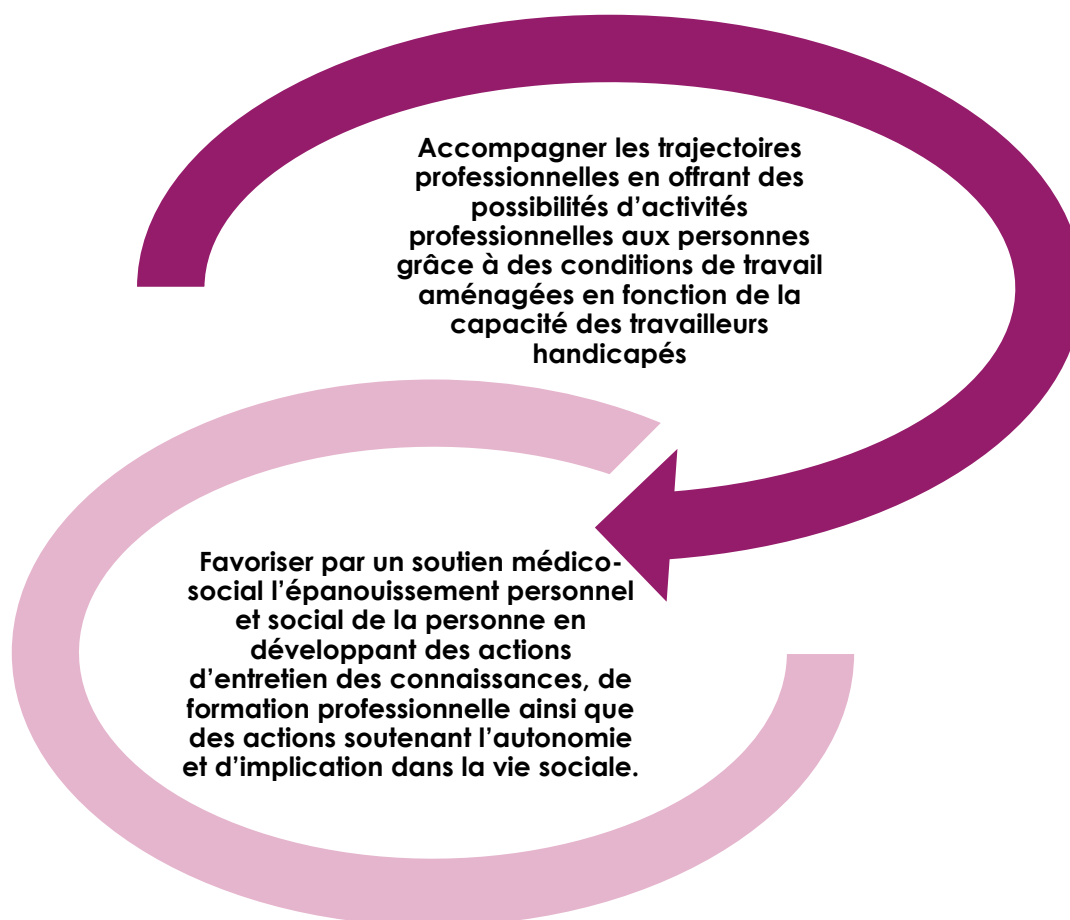 Accompagner les trajectoires
professionnelles en offrant des
possibilités d’activités
professionnelles aux personnes
grâce à des conditions de travail
aménagées en fonction de la
capacité des travailleurs
handicapés
Favoriser par un soutien médico-
social l’épanouissement personnel
et social de la personne en
développant des actions
d’entretien des connaissances, de
formation professionnelle ainsi que
des actions soutenant l’autonomie
et d’implication dans la vie sociale.